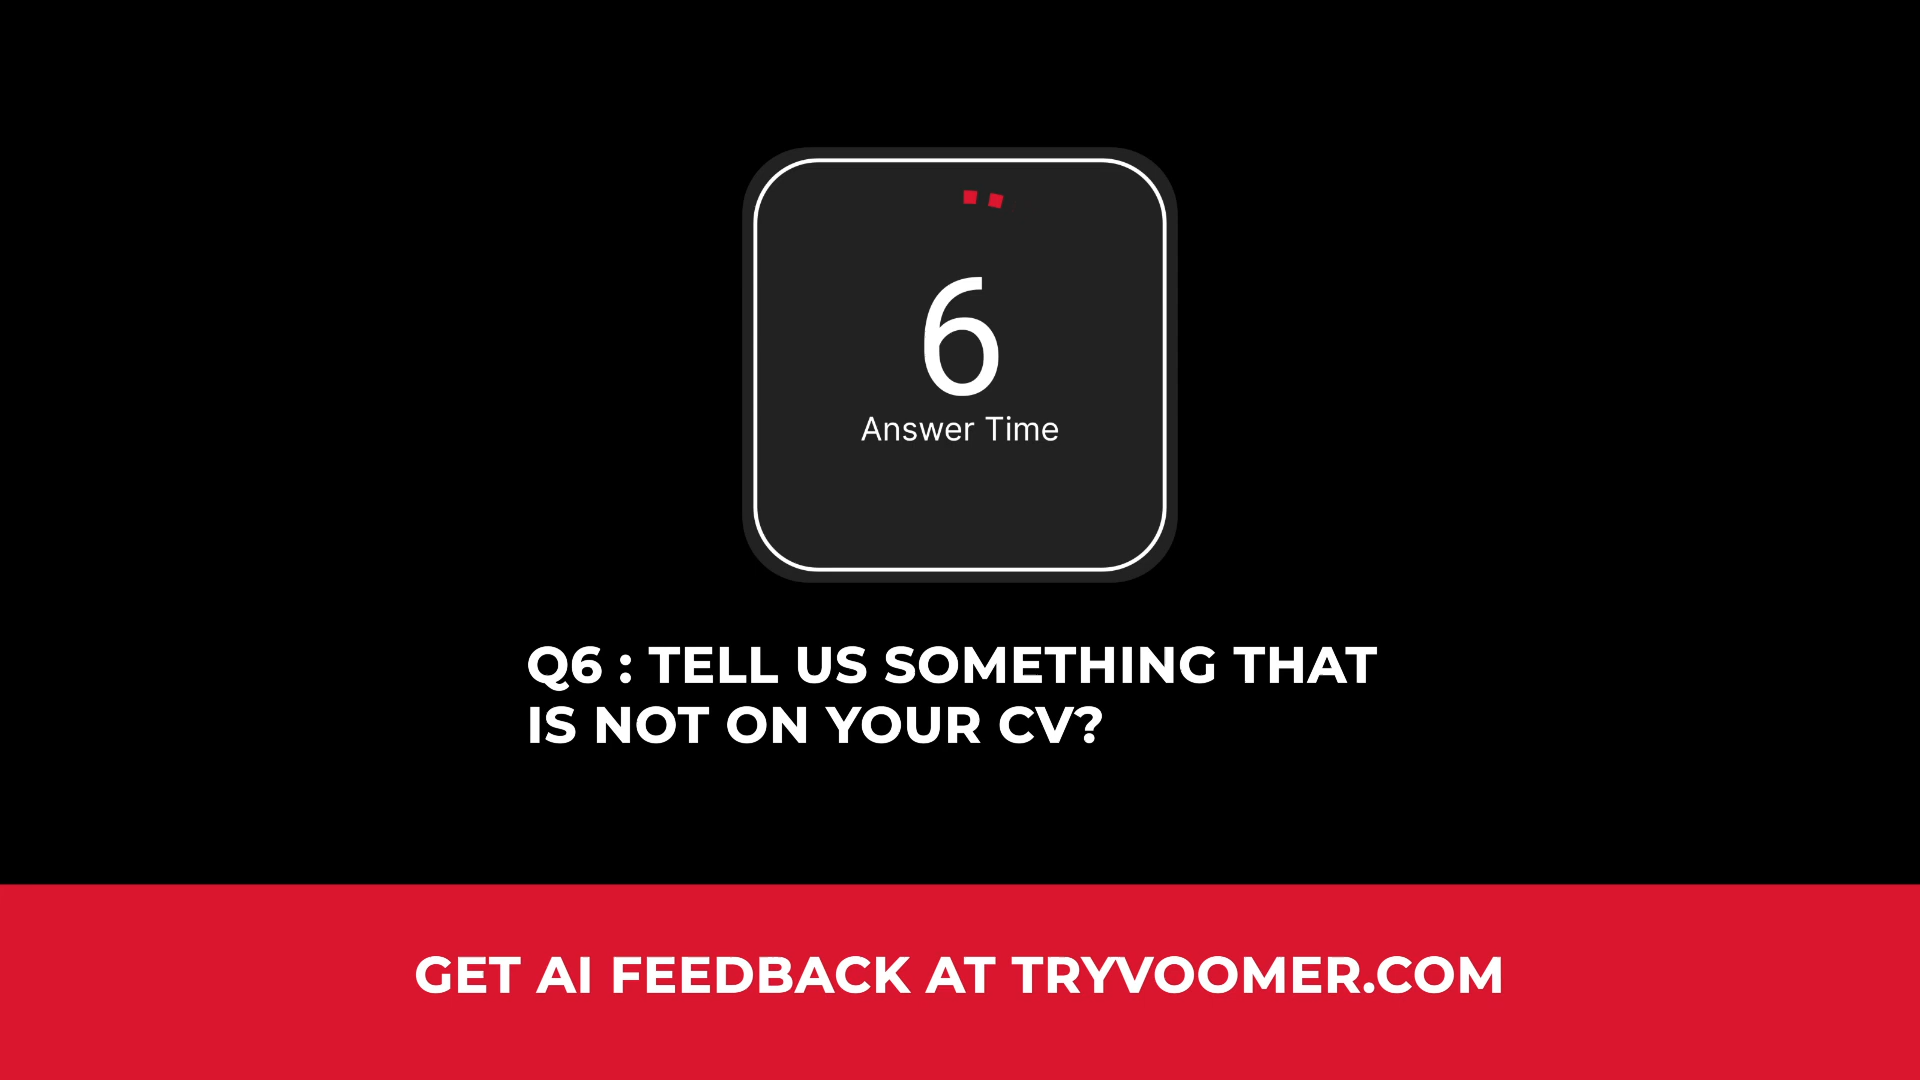 6
Answer Time
Q6 : TELL US SOMETHING THAT
IS NOT ON YOUR CV?
GET AI FEEDBACK AT TRYVOOMER.COM